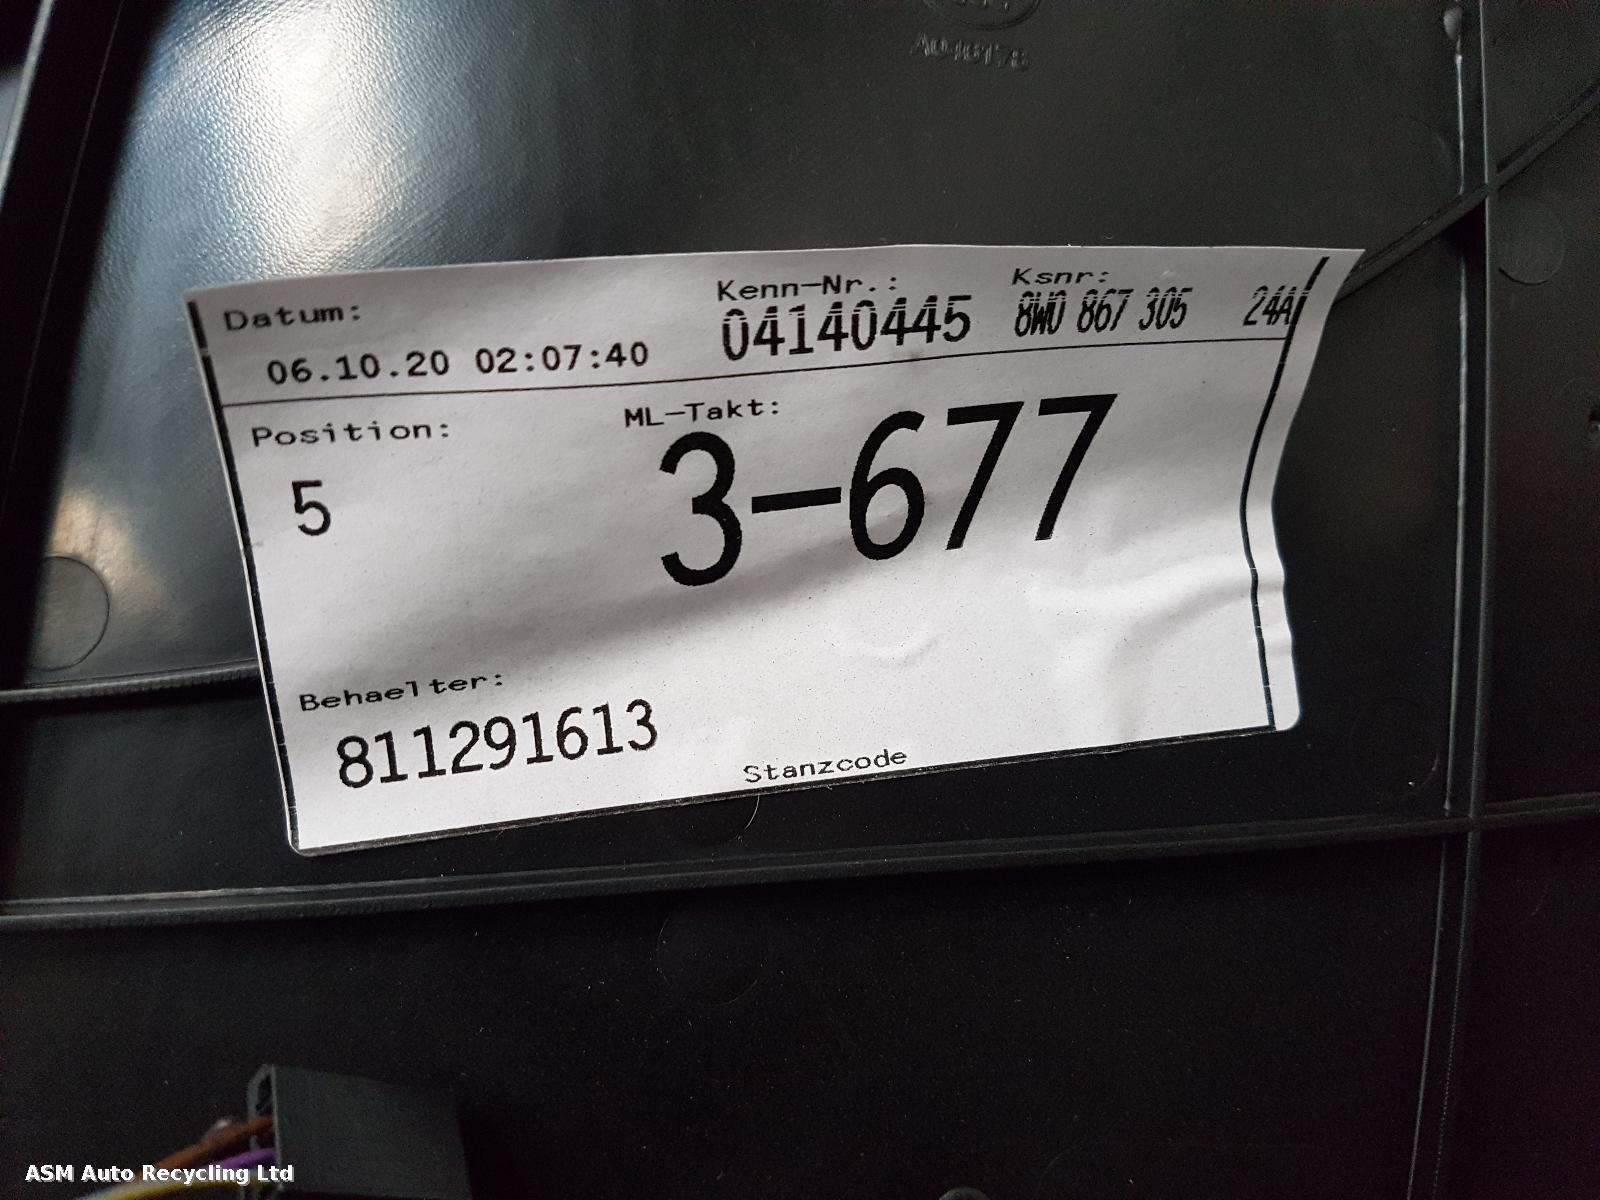 Datum:
06.10.20 02:07:40
Kenn-Nr.:
04140445
Ksnr:
8W0 867 305 24A
Position:
5
ML-Takt:
3-677
Behaelter:
811291613
Stanzcode
ASM Auto Recycling Ltd